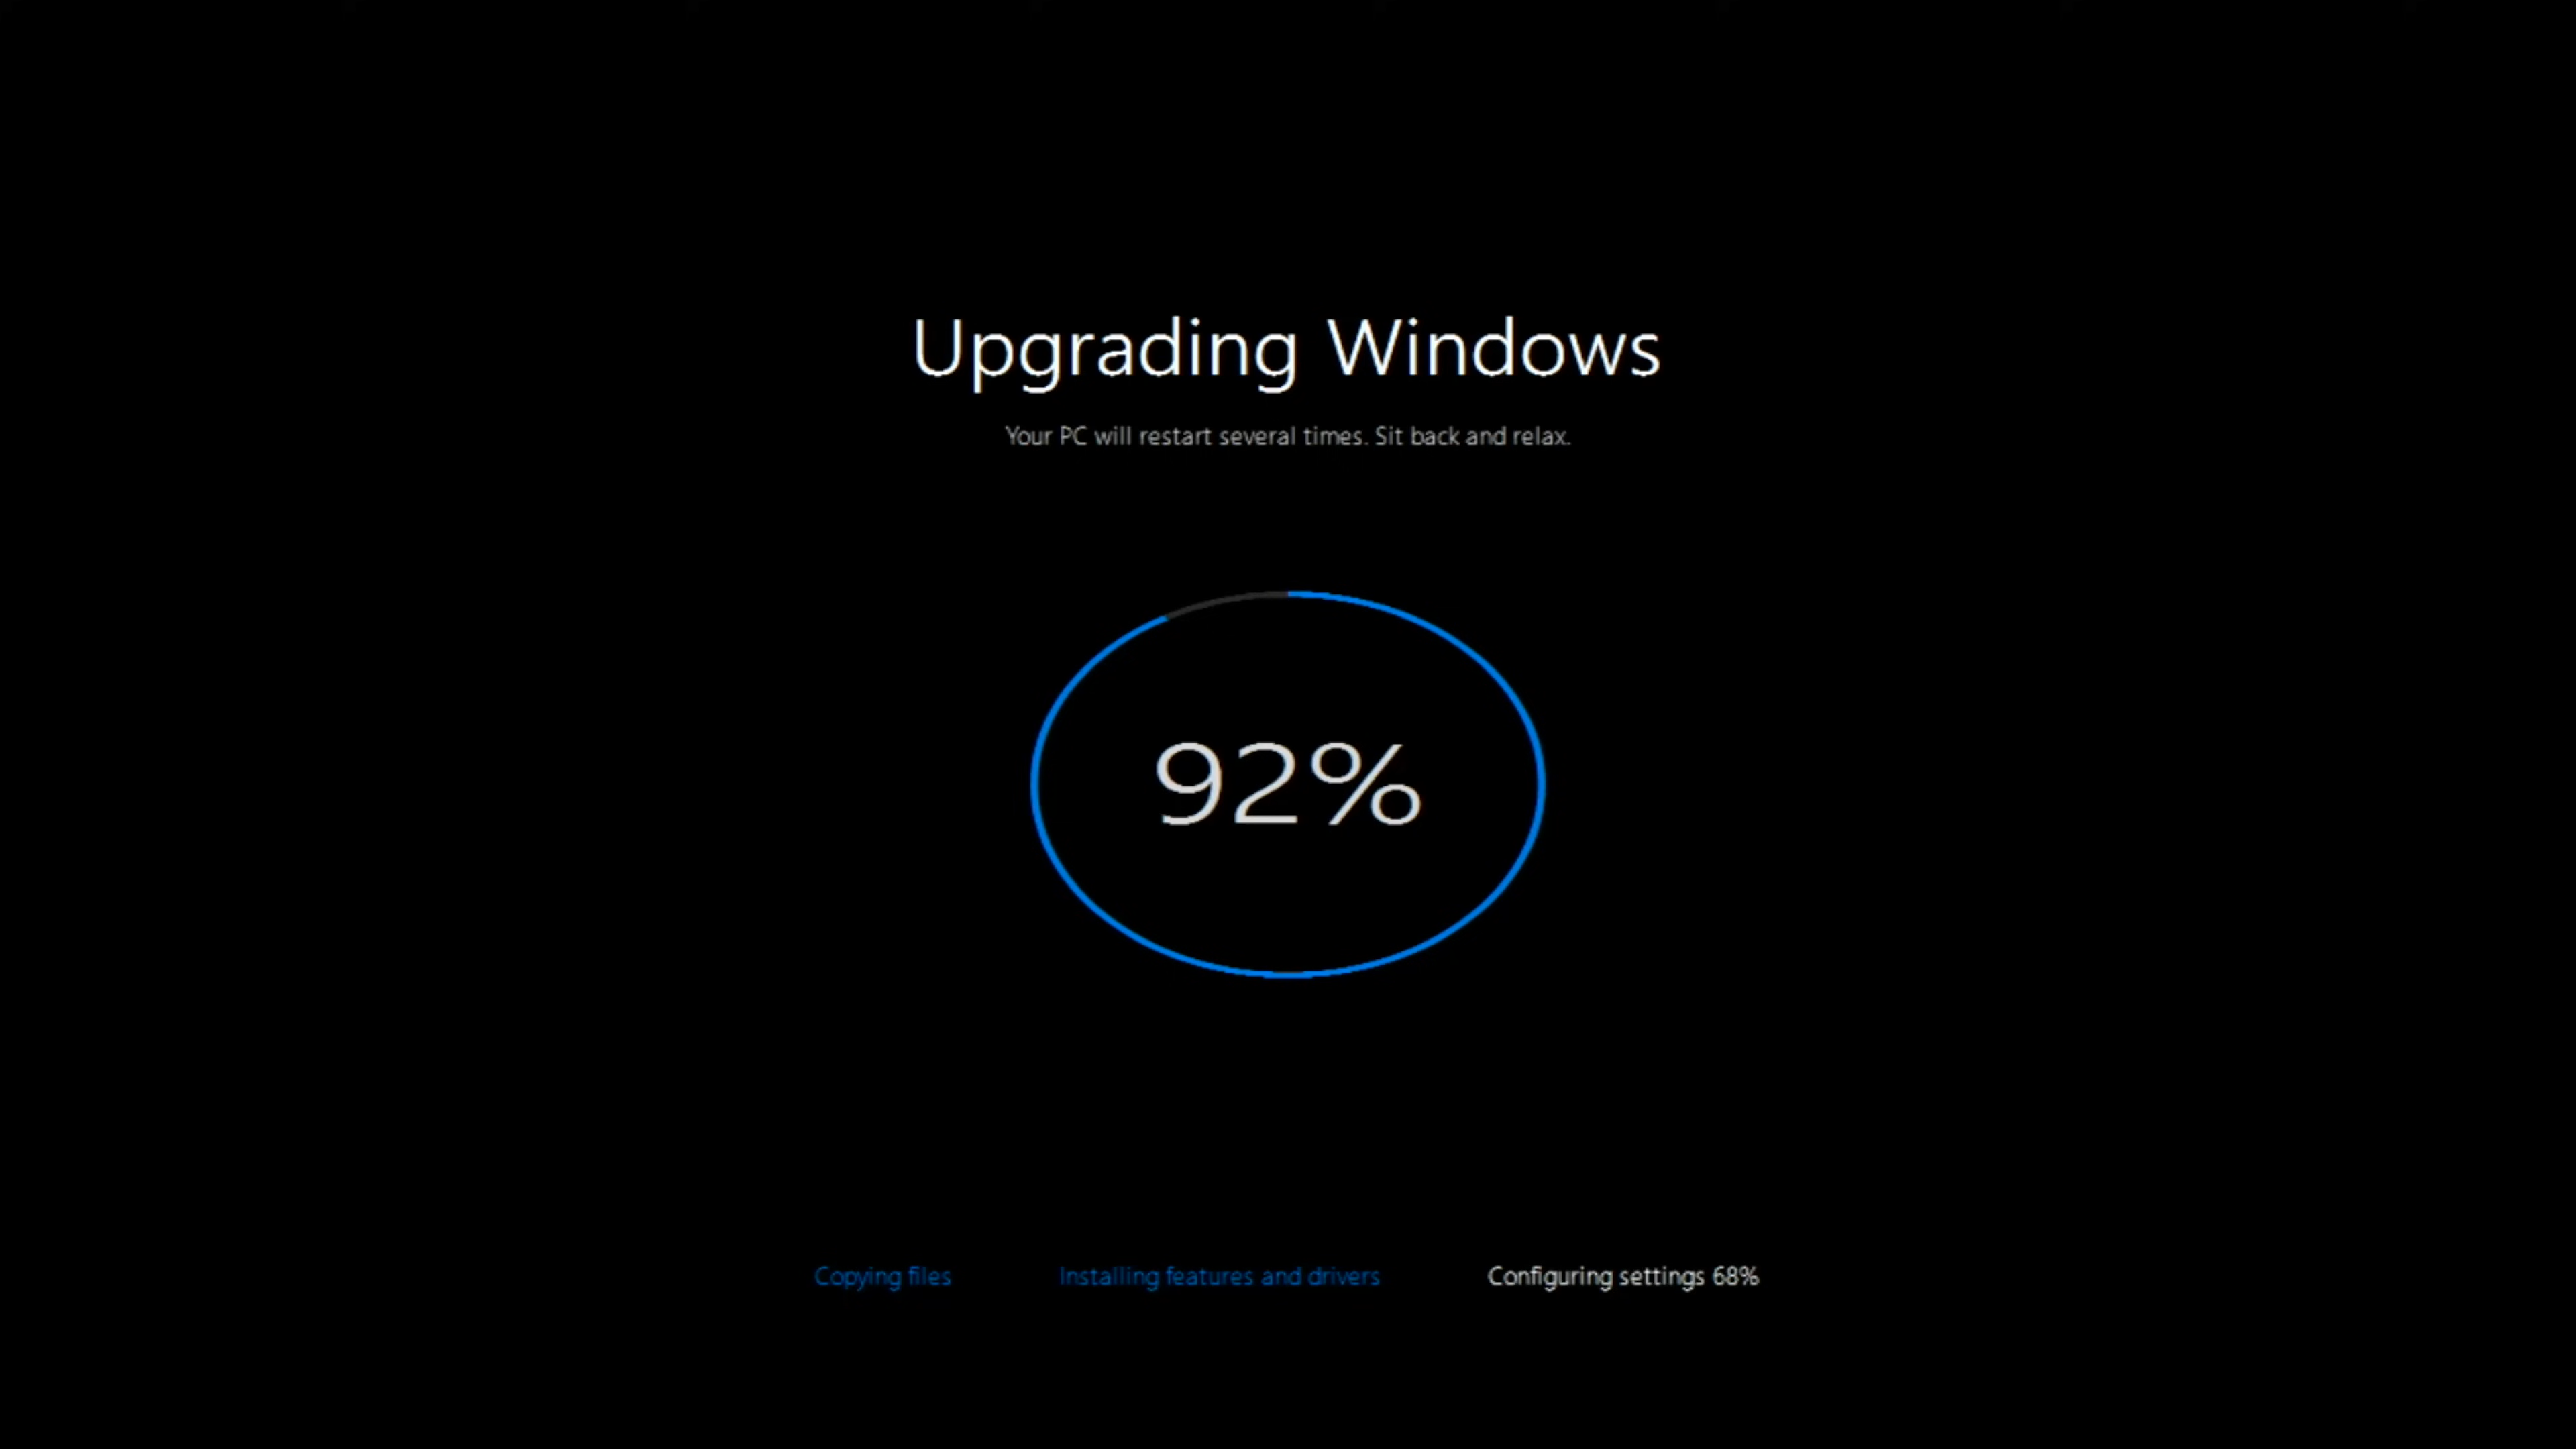 Upgrading Windows
Your PC will restart several times. Sit back and relax.
92%
Copying files
Installing features and drivers
Configuring settings 68%